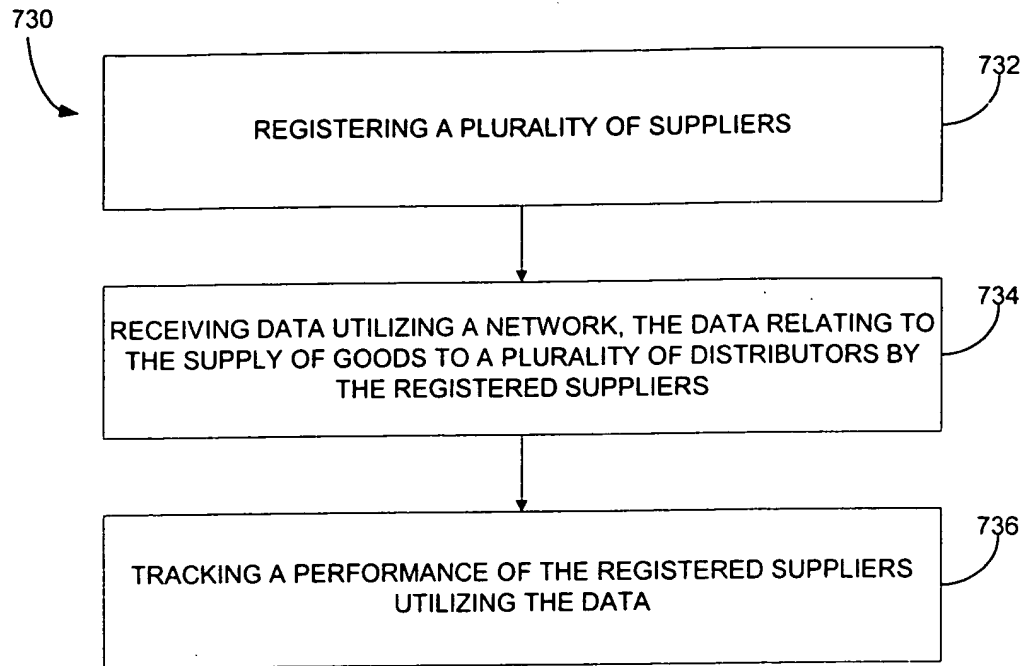 730
732
REGISTERING A PLURALITY OF SUPPLIERS
734
RECEIVING DATA UTILIZING A NETWORK, THE DATA RELATING TO
THE SUPPLY OF GOODS TO A PLURALITY OF DISTRIBUTORS BY
THE REGISTERED SUPPLIERS
736
TRACKING A PERFORMANCE OF THE REGISTERED SUPPLIERS
UTILIZING THE DATA